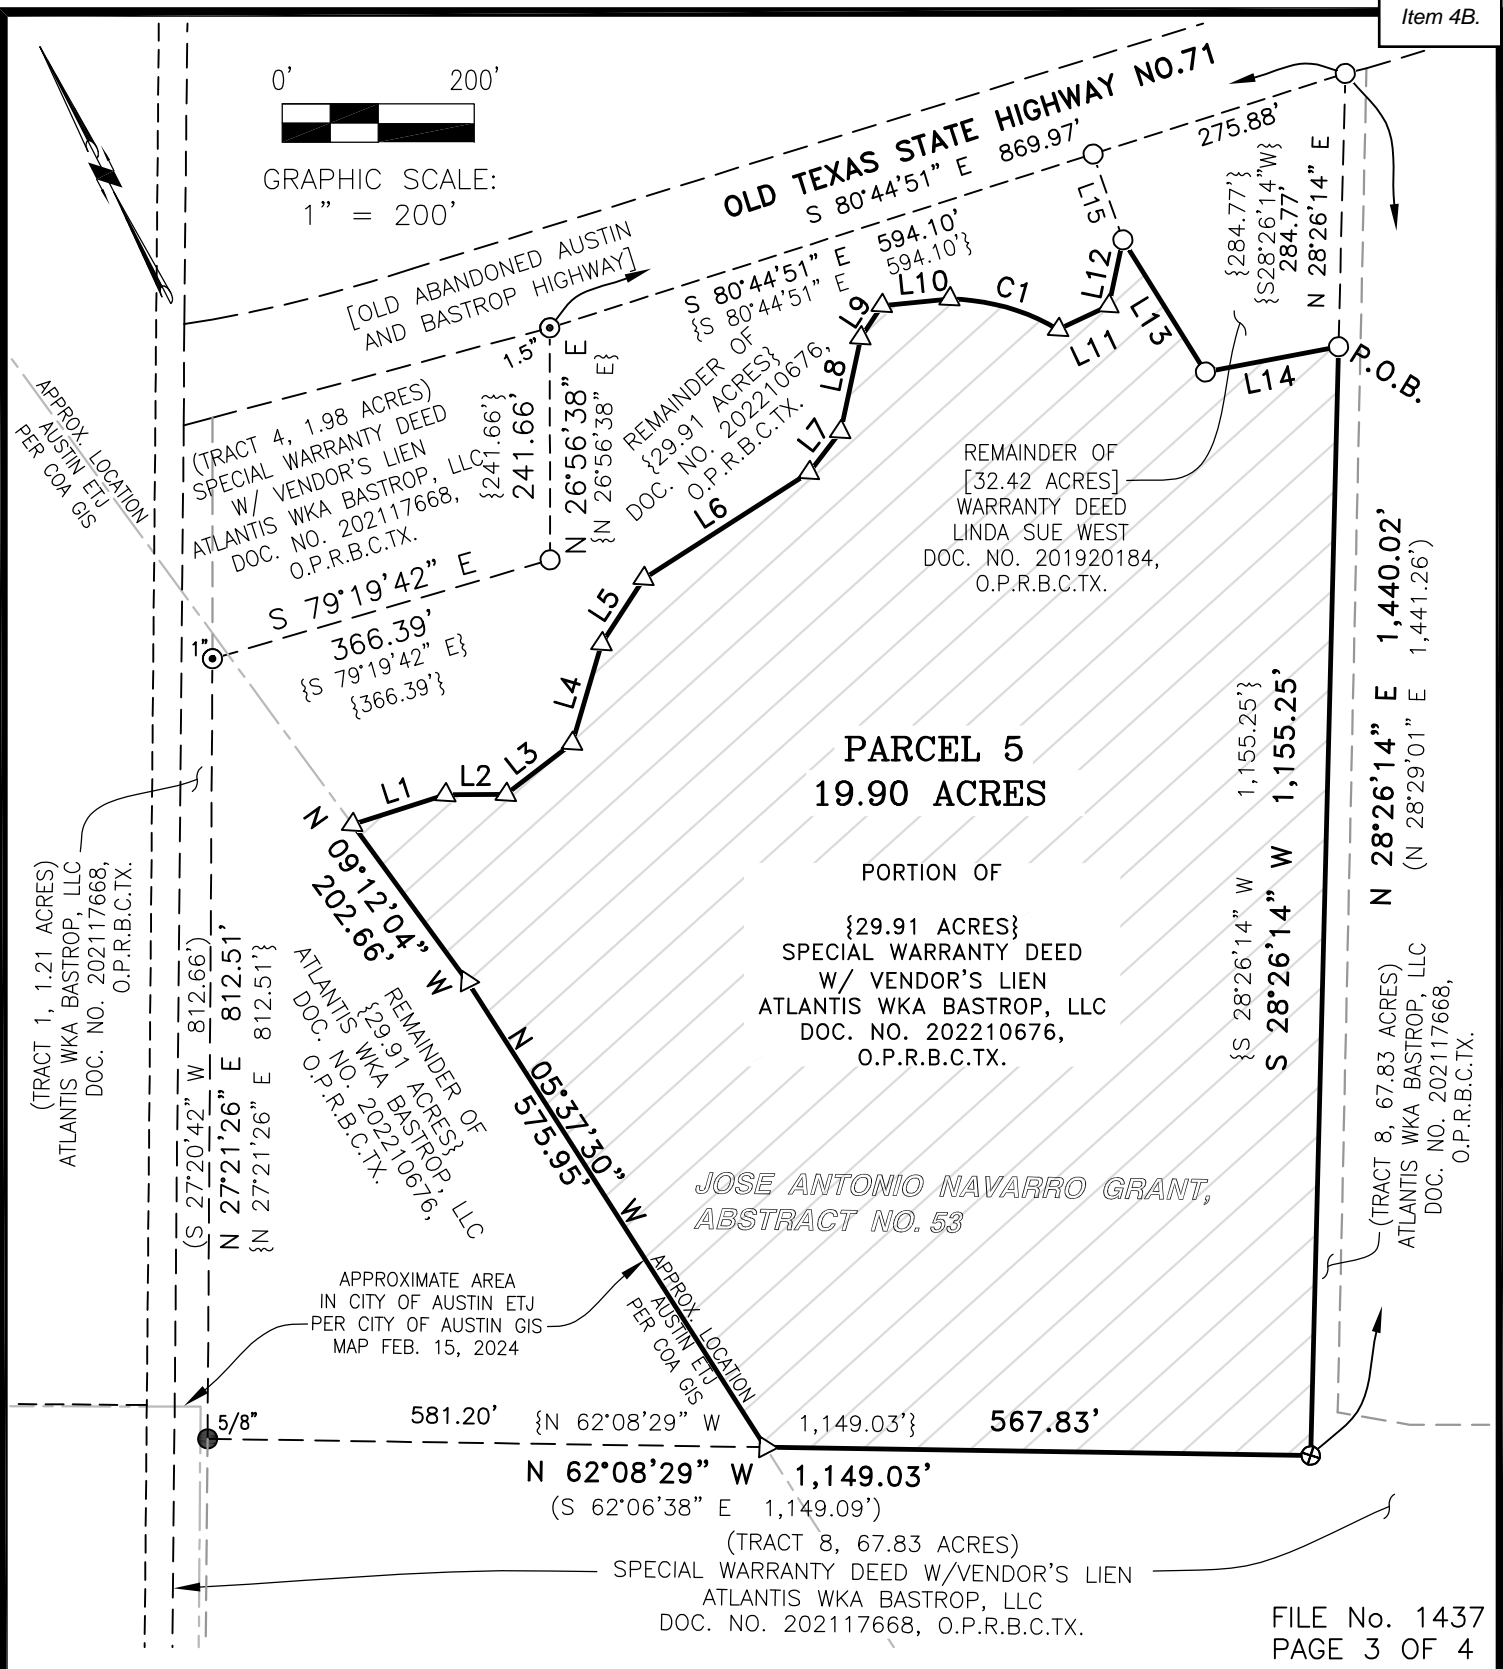 Item 4B.
0' 200'
GRAPHIC SCALE:
1" = 200'
OLD TEXAS STATE HIGHWAY NO.71
S 80°44'51" E 869.97'
275.88'
[OLD ABANDONED AUSTIN
AND BASTROP HIGHWAY]
S 80°44'51" E 594.10'
{S 80°44'51" E 594.10'}
L15
{284.77'}
{S28°26'14"W}
284.77'
N 28°26'14" E
P.O.B.
1.5"
L9
L10
C1
L11
L12
L13
L14
L8
L7
L6
L5
L4
L3
L2
L1
APPROX. LOCATION
AUSTIN ETJ
PER COA GIS
(TRACT 4, 1.98 ACRES)
SPECIAL WARRANTY DEED
W/ VENDOR'S LIEN
ATLANTIS WKA BASTROP, LLC
DOC. NO. 202117668,
O.P.R.B.C.TX.
{241.66'}
241.66'
N 26°56'38" E
{N 26°56'38" E}
REMAINDER OF
{29.91 ACRES}
DOC. NO. 202210676,
O.P.R.B.C.TX.
REMAINDER OF
[32.42 ACRES]
WARRANTY DEED
LINDA SUE WEST
DOC. NO. 201920184,
O.P.R.B.C.TX.
S 79°19'42" E
366.39'
{S 79°19'42" E}
{366.39'}
1"
PARCEL 5
19.90 ACRES
PORTION OF
{29.91 ACRES}
SPECIAL WARRANTY DEED
W/ VENDOR'S LIEN
ATLANTIS WKA BASTROP, LLC
DOC. NO. 202210676,
O.P.R.B.C.TX.
{S 28°26'14" W 1,155.25'}
S 28°26'14" W 1,155.25'
N 28°26'14" E 1,440.02'
(N 28°29'01" E 1,441.26')
(TRACT 8, 67.83 ACRES)
ATLANTIS WKA BASTROP, LLC
DOC. NO. 202117668,
O.P.R.B.C.TX.
(TRACT 1, 1.21 ACRES)
ATLANTIS WKA BASTROP, LLC
DOC. NO. 202117668,
O.P.R.B.C.TX.
(S 27°20'42" W 812.66')
N 27°21'26" E 812.51'
{N 27°21'26" E 812.51'}
N 09°12'04" W
202.66'
REMAINDER OF
{29.91 ACRES}
ATLANTIS WKA BASTROP, LLC
DOC. NO. 202210676,
O.P.R.B.C.TX.
N 05°37'30" W
575.95'
JOSE ANTONIO NAVARRO GRANT,
ABSTRACT NO. 53
APPROXIMATE AREA
IN CITY OF AUSTIN ETJ
PER CITY OF AUSTIN GIS
MAP FEB. 15, 2024
APPROX. LOCATION
AUSTIN ETJ
PER COA GIS
5/8"
581.20' {N 62°08'29" W 1,149.03'} 567.83'
N 62°08'29" W 1,149.03'
(S 62°06'38" E 1,149.09')
(TRACT 8, 67.83 ACRES)
SPECIAL WARRANTY DEED W/VENDOR'S LIEN
ATLANTIS WKA BASTROP, LLC
DOC. NO. 202117668, O.P.R.B.C.TX.
FILE No. 1437
PAGE 3 OF 4